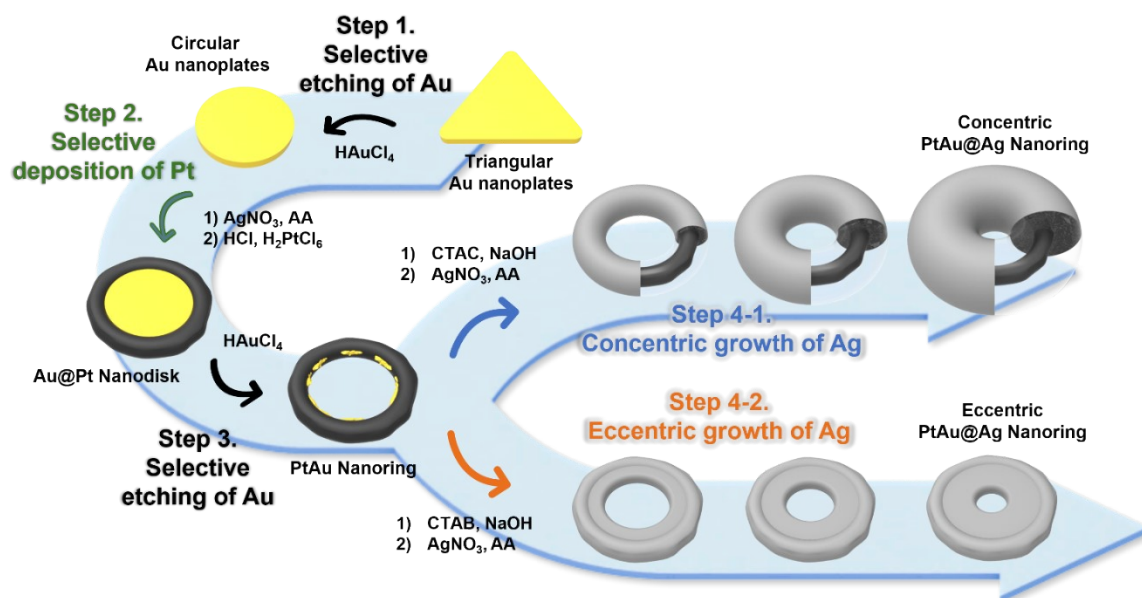 Step 1.
Selective
etching of Au
Circular
Au nanoplates
HAuCl₄
Triangular
Au nanoplates
Step 2.
Selective
deposition of Pt
1) AgNO₃, AA
2) HCl, H₂PtCl₆
Au@Pt Nanodisk
HAuCl₄
Step 3.
Selective
etching of Au
PtAu Nanoring
1) CTAC, NaOH
2) AgNO₃, AA
Step 4-1.
Concentric growth of Ag
Concentric
PtAu@Ag Nanoring
Step 4-2.
Eccentric growth of Ag
1) CTAB, NaOH
2) AgNO₃, AA
Eccentric
PtAu@Ag Nanoring